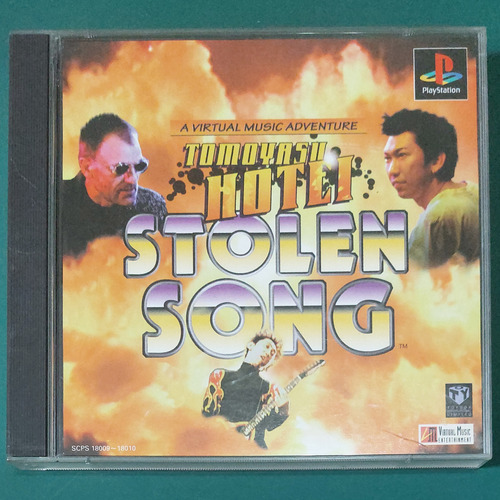 PlayStation
A VIRTUAL MUSIC ADVENTURE
TOMOYASU
HOTEI
STOLEN
SONG
TM
SCPS 18009~18010
VIRTUAL MUSIC
ENTERTAINMENT